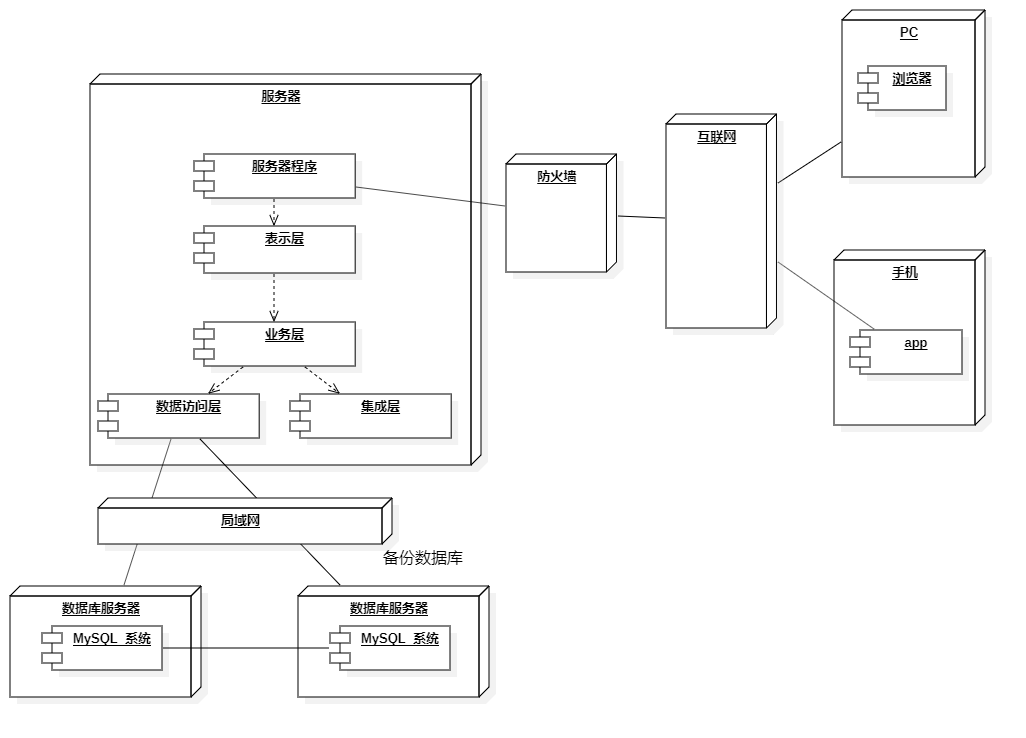 PC
浏览器
服务器
互联网
服务器程序
防火墙
表示层
手机
业务层
app
数据访问层
集成层
局域网
备份数据库
数据库服务器
数据库服务器
MySQL 系统
MySQL 系统